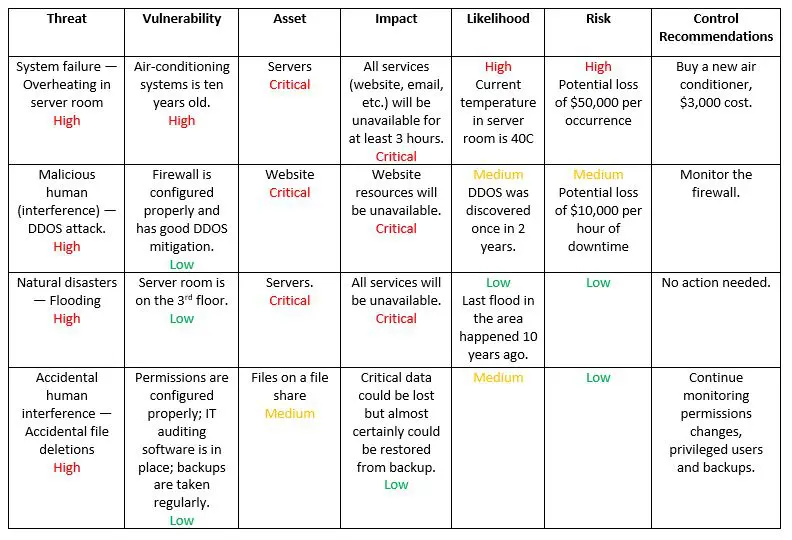 Threat
Vulnerability
Asset
Impact
Likelihood
Risk
Control
Recommendations
System failure —
Overheating in
server room
High
Air-conditioning
systems is ten
years old.
High
Servers
Critical
All services
(website, email,
etc.) will be
unavailable for
at least 3 hours.
Critical
High
Current
temperature
in server
room is 40C
High
Potential loss
of $50,000 per
occurrence
Buy a new air
conditioner,
$3,000 cost.
Malicious
human
(interference) —
DDOS attack.
High
Firewall is
configured
properly and
has good DDOS
mitigation.
Low
Website
Critical
Website
resources will
be unavailable.
Critical
Medium
DDOS was
discovered
once in 2
years.
Medium
Potential loss
of $10,000 per
hour of
downtime
Monitor the
firewall.
Natural disasters
— Flooding
High
Server room is
on the 3rd floor.
Low
Servers.
Critical
All services will
be unavailable.
Critical
Low
Last flood in
the area
happened 10
years ago.
Low
No action needed.
Accidental
human
interference —
Accidental file
deletions
High
Permissions are
configured
properly; IT
auditing
software is in
place; backups
are taken
regularly.
Low
Files on a file
share
Medium
Critical data
could be lost
but almost
certainly could
be restored
from backup.
Low
Medium
Low
Continue
monitoring
permissions
changes,
privileged users
and backups.